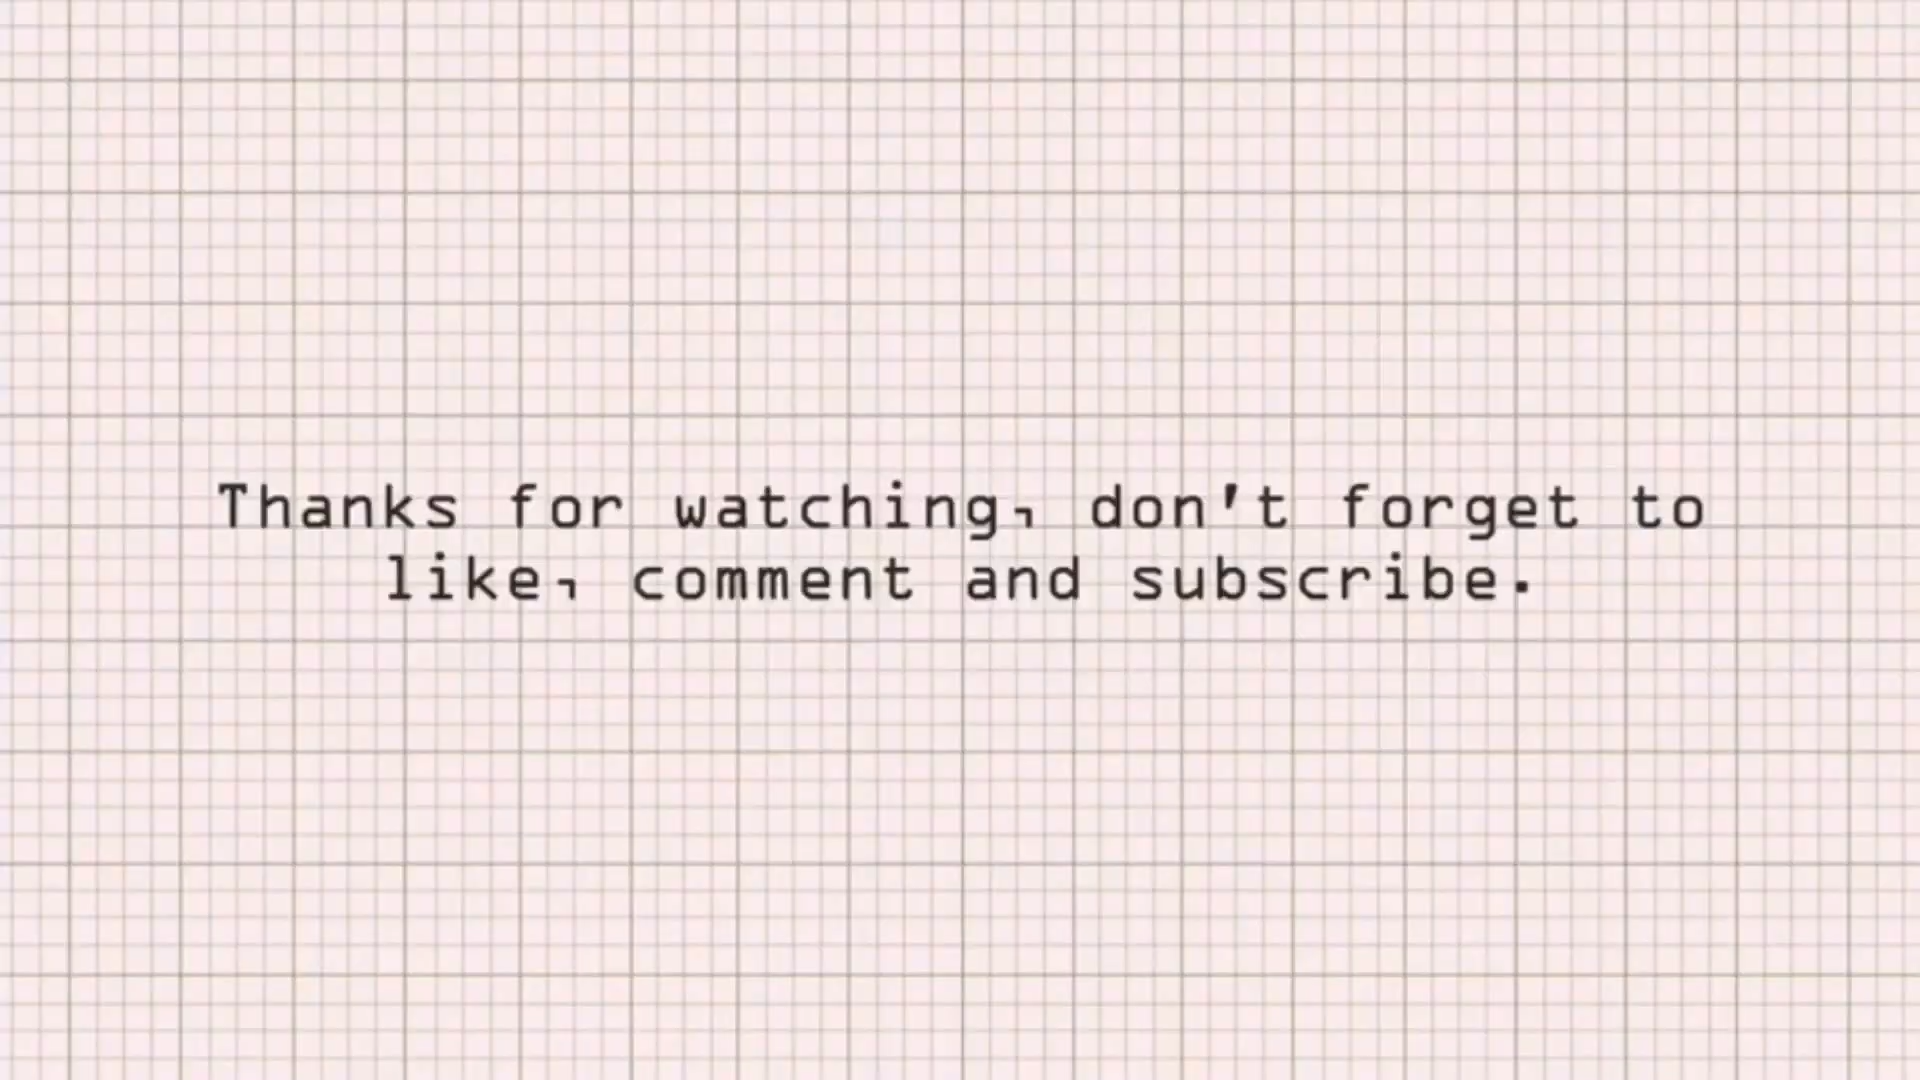 Thanks for watching, don't forget to
like, comment and subscribe.